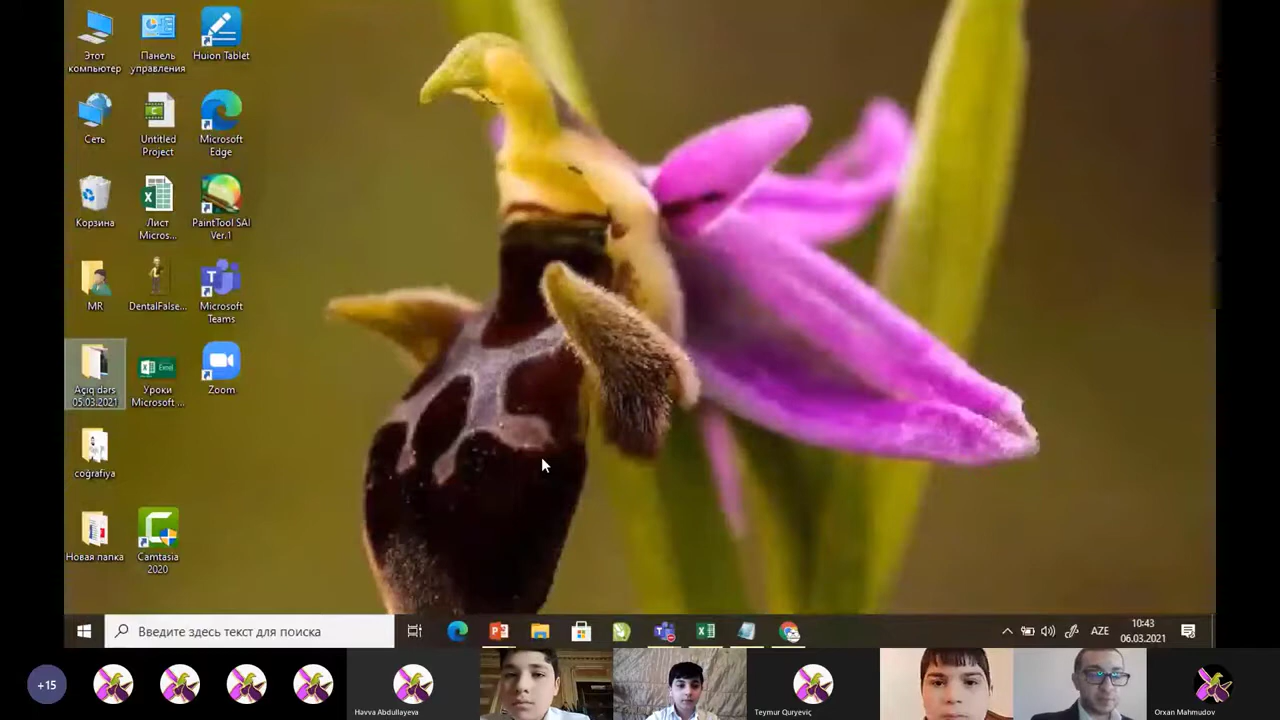 Этот
компьютер
Панель
управления
Huion Tablet
Сеть
Untitled
Project
Microsoft
Edge
Корзина
Лист
Micros...
PaintTool SAI
Ver.1
MR
DentalFalse...
Microsoft
Teams
Açıq dərs
05.03.2021
Уроки
Microsoft ...
Zoom
coğrafiya
Новая папка
Camtasia
2020
Введите здесь текст для поиска
AZE
10:43
06.03.2021
+15
Havva Abdullayeva
Teymur Quryeviç
Orxan Mahmudov